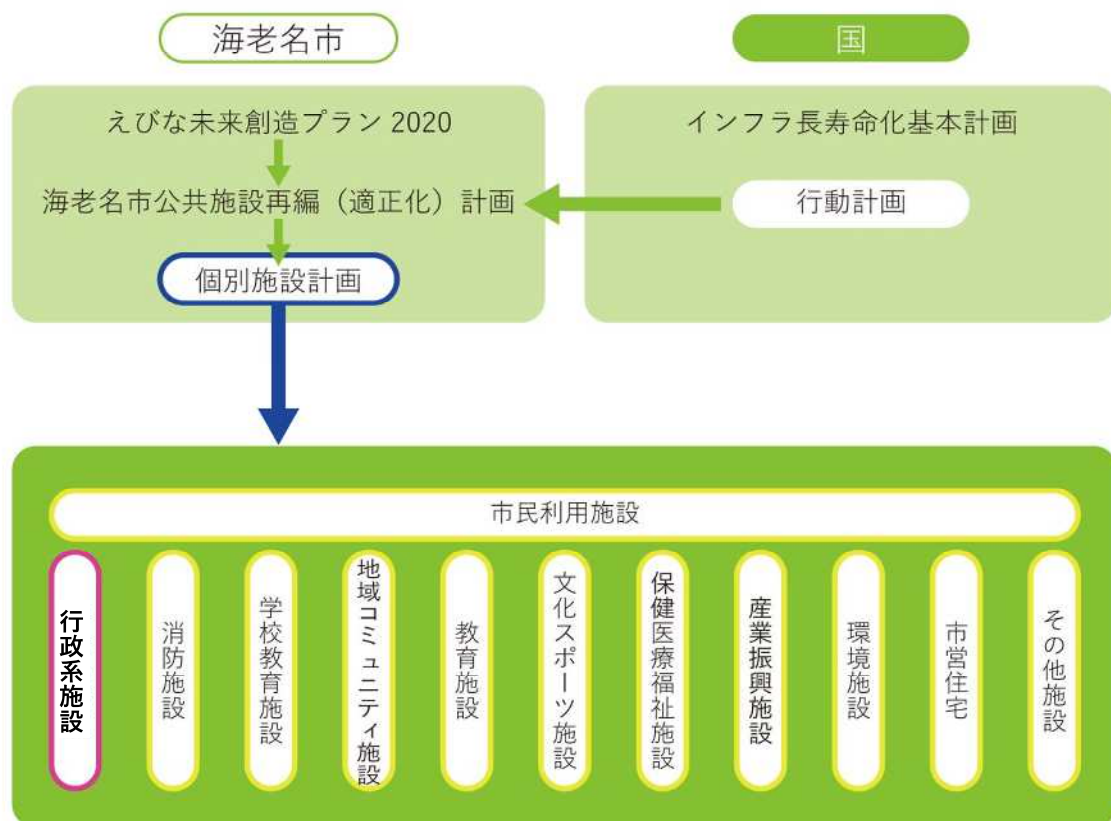 海老名市
国
えびな未来創造プラン 2020
インフラ長寿命化基本計画
海老名市公共施設再編（適正化）計画
行動計画
個別施設計画
市民利用施設
行政系施設
消防施設
学校教育施設
地域コミュニティ施設
教育施設
文化スポーツ施設
保健医療福祉施設
産業振興施設
環境施設
市営住宅
その他施設